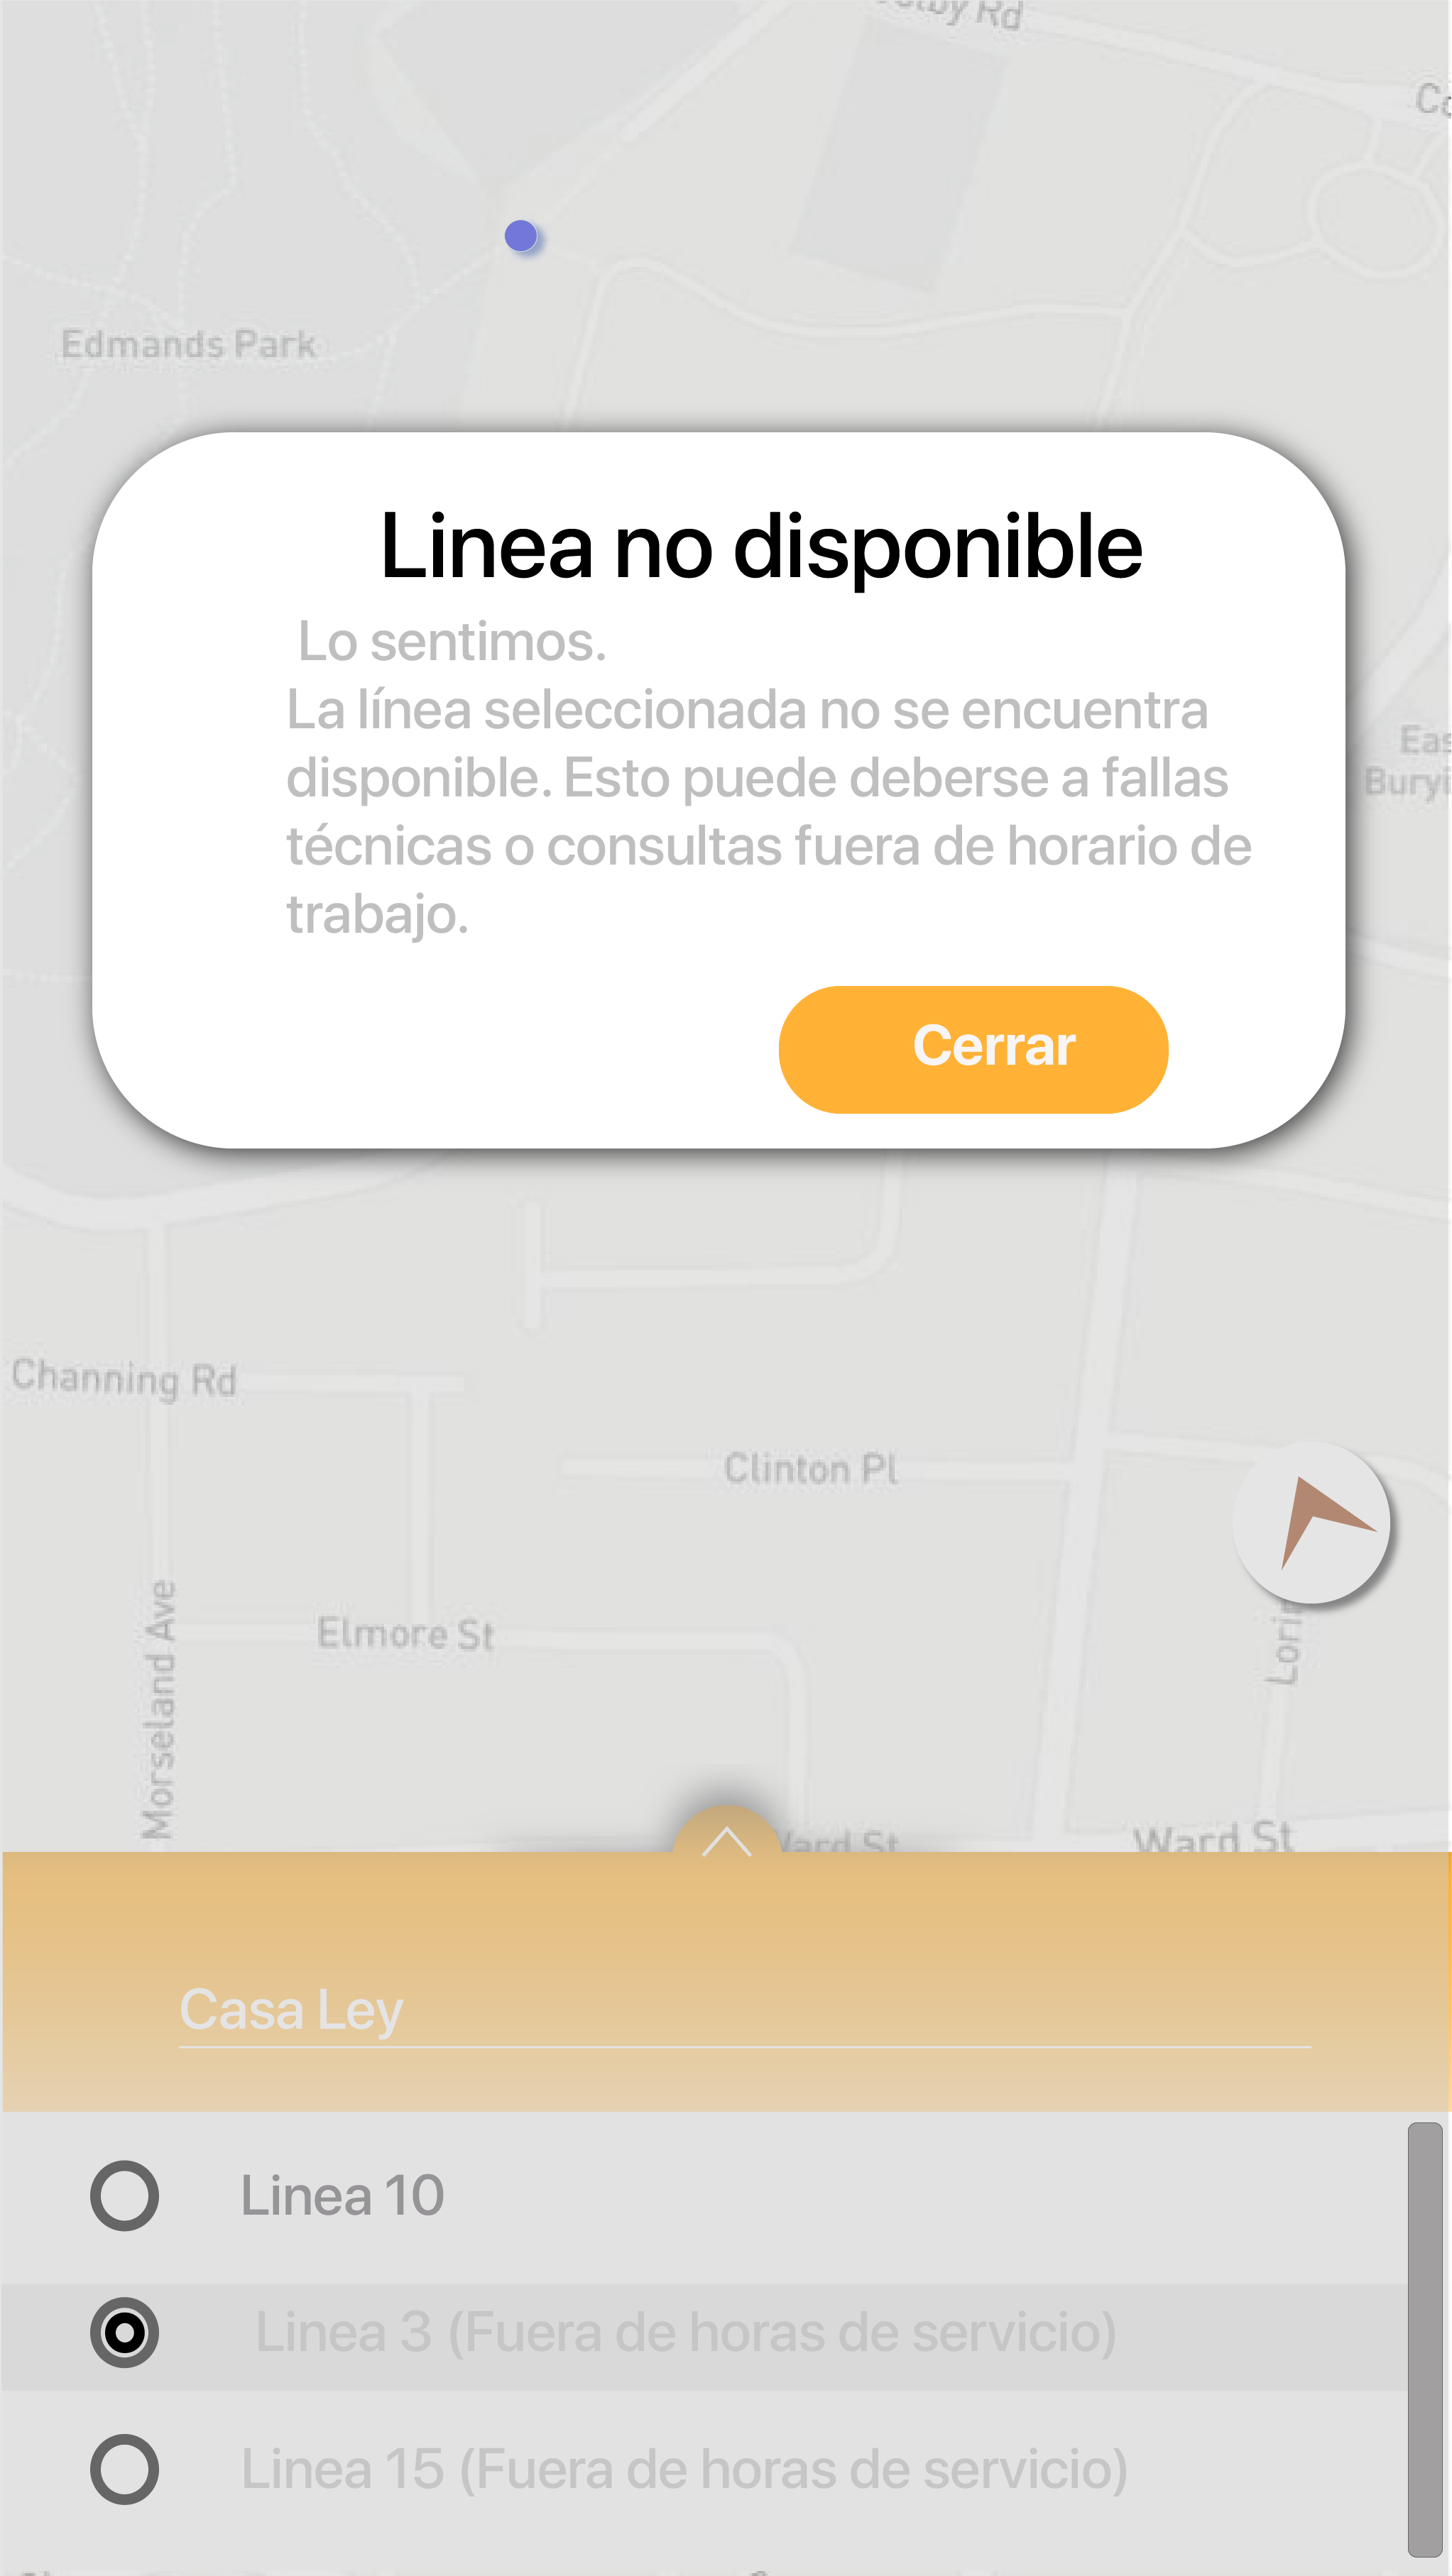 Edmands Park
Linea no disponible
Lo sentimos.
La línea seleccionada no se encuentra
disponible. Esto puede deberse a fallas
técnicas o consultas fuera de horario de
trabajo.
Cerrar
Channing Rd
Clinton Pl
Elmore St
Morseland Ave
Ward St
Casa Ley
Linea 10
Linea 3 (Fuera de horas de servicio)
Linea 15 (Fuera de horas de servicio)